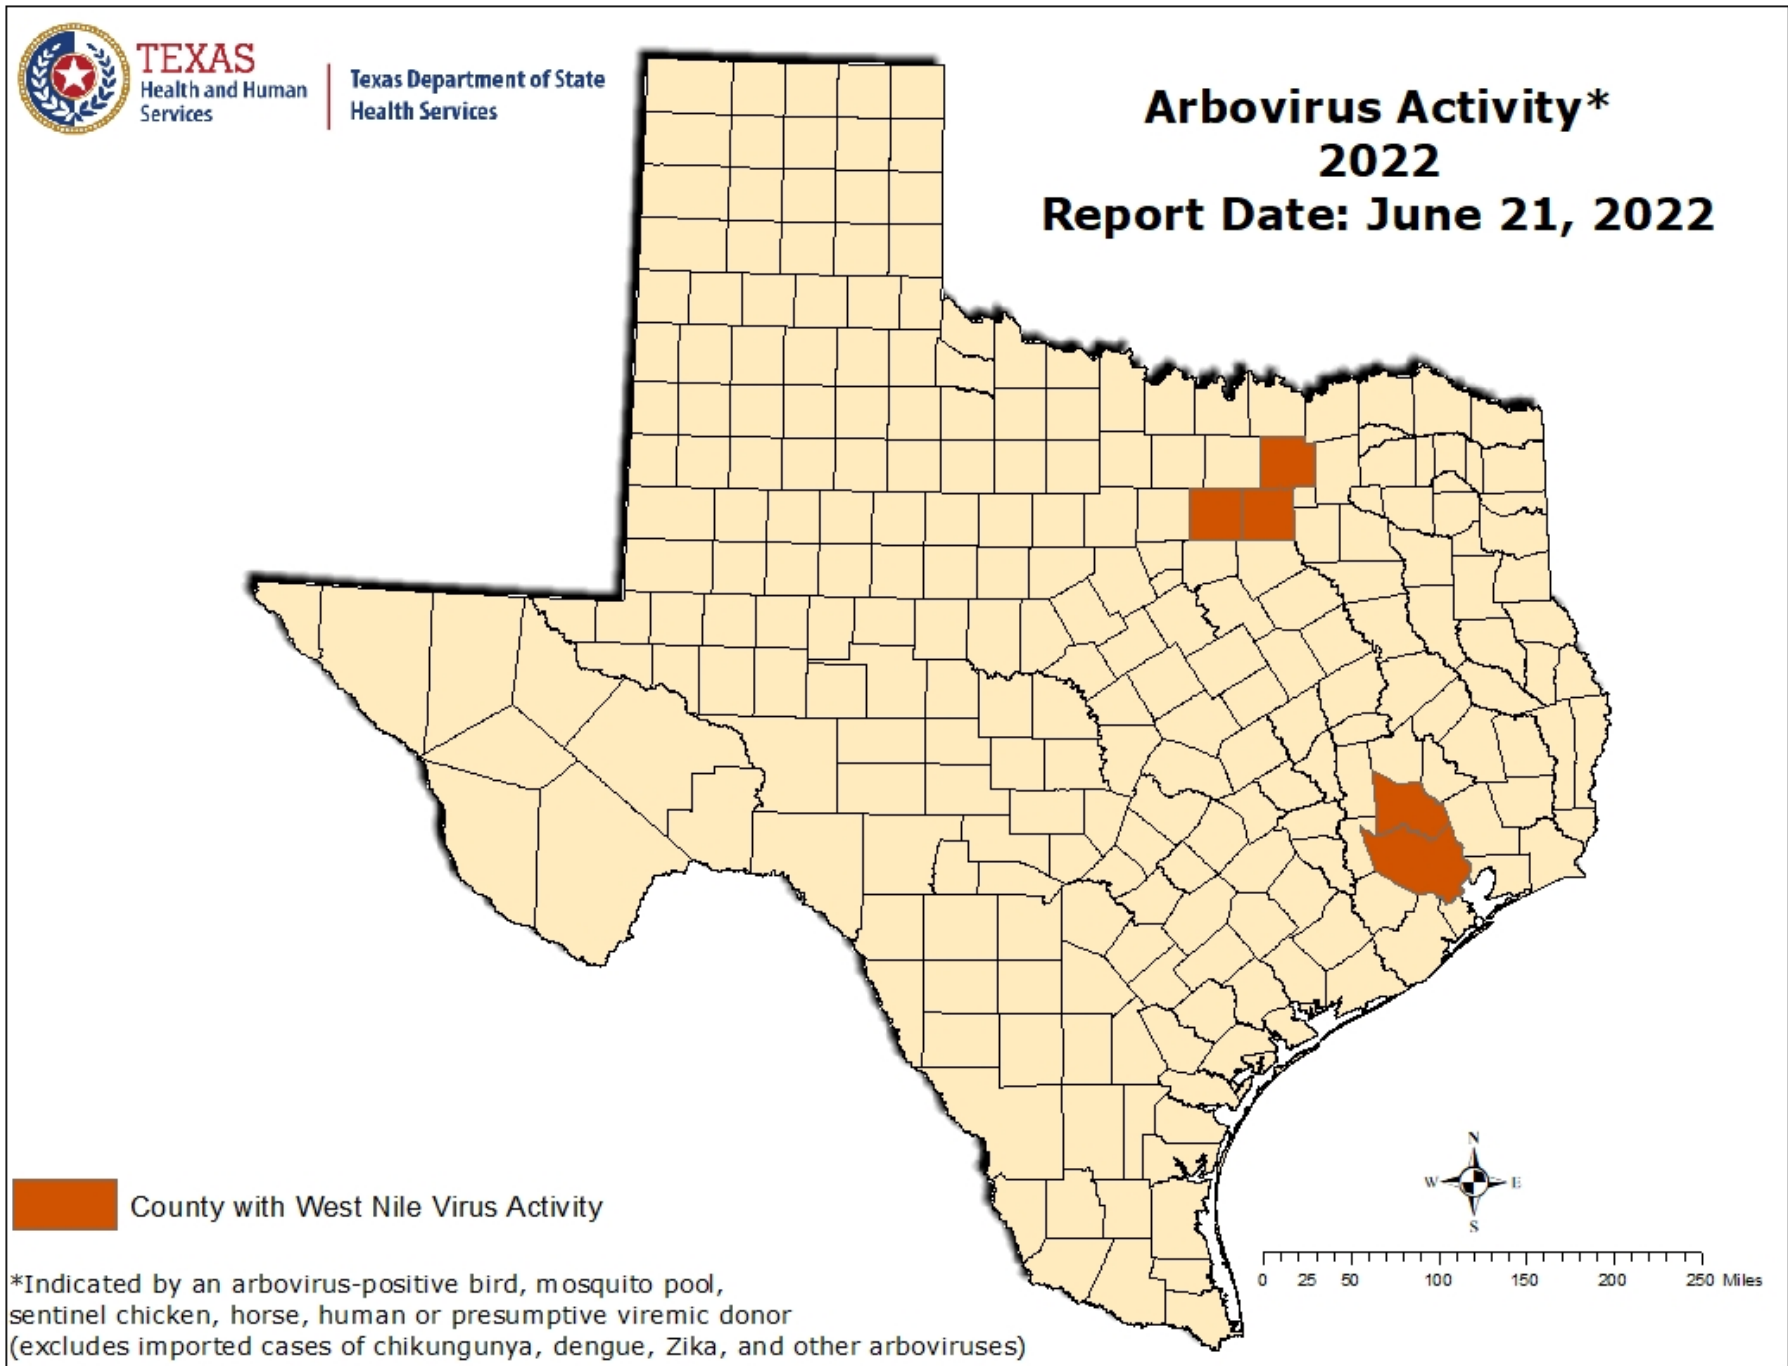 TEXAS
Health and Human
Services
Texas Department of State
Health Services
Arbovirus Activity*
2022
Report Date: June 21, 2022
County with West Nile Virus Activity
*Indicated by an arbovirus-positive bird, mosquito pool,
sentinel chicken, horse, human or presumptive viremic donor
(excludes imported cases of chikungunya, dengue, Zika, and other arboviruses)
N
W E
S
0 25 50 100 150 200 250 Miles